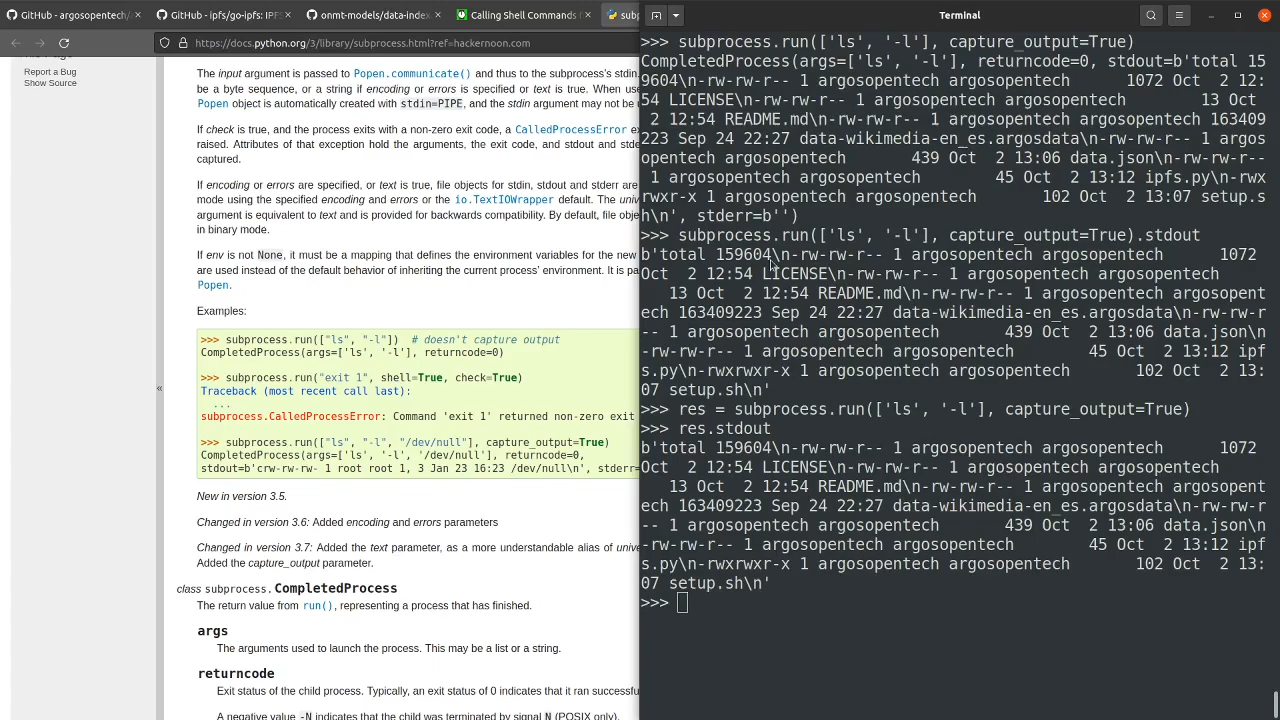 GitHub - argosopentech/
GitHub - ipfs/go-ipfs: IPFS
onmt-models/data-index.
Calling Shell Commands f
sub
Terminal
https://docs.python.org/3/library/subprocess.html?ref=hackernoon.com
Report a Bug
Show Source
The input argument is passed to Popen.communicate() and thus to the subprocess's stdin.
be a byte sequence, or a string if encoding or errors is specified or text is true. When use
Popen object is automatically created with stdin=PIPE, and the stdin argument may not be u
If check is true, and the process exits with a non-zero exit code, a CalledProcessError ex
raised. Attributes of that exception hold the arguments, the exit code, and stdout and stde
captured.
If encoding or errors are specified, or text is true, file objects for stdin, stdout and stderr are
mode using the specified encoding and errors or the io.TextIOWrapper default. The univ
argument is equivalent to text and is provided for backwards compatibility. By default, file obje
in binary mode.
If env is not None, it must be a mapping that defines the environment variables for the new
are used instead of the default behavior of inheriting the current process' environment. It is pa
Popen.
Examples:
>>> subprocess.run(["ls", "-l"])  # doesn't capture output
CompletedProcess(args=['ls', '-l'], returncode=0)
>>> subprocess.run("exit 1", shell=True, check=True)
Traceback (most recent call last):
...
subprocess.CalledProcessError: Command 'exit 1' returned non-zero exit
>>> subprocess.run(["ls", "-l", "/dev/null"], capture_output=True)
CompletedProcess(args=['ls', '-l', '/dev/null'], returncode=0,
stdout=b'crw-rw-rw- 1 root root 1, 3 Jan 23 16:23 /dev/null\n', stderr=
New in version 3.5.
Changed in version 3.6: Added encoding and errors parameters
Changed in version 3.7: Added the text parameter, as a more understandable alias of unive
Added the capture_output parameter.
class subprocess.CompletedProcess
The return value from run(), representing a process that has finished.
args
The arguments used to launch the process. This may be a list or a string.
returncode
Exit status of the child process. Typically, an exit status of 0 indicates that it ran successfu
A negative value -N indicates that the child was terminated by signal N (POSIX only).
«
>>> subprocess.run(['ls', '-l'], capture_output=True)
CompletedProcess(args=['ls', '-l'], returncode=0, stdout=b'total 15
9604\n-rw-rw-r-- 1 argosopentech argosopentech      1072 Oct  2 12:
54 LICENSE\n-rw-rw-r-- 1 argosopentech argosopentech        13 Oct
 2 12:54 README.md\n-rw-rw-r-- 1 argosopentech argosopentech 163409
223 Sep 24 22:27 data-wikimedia-en_es.argosdata\n-rw-rw-r-- 1 argos
opentech argosopentech       439 Oct  2 13:06 data.json\n-rw-rw-r--
 1 argosopentech argosopentech        45 Oct  2 13:12 ipfs.py\n-rwx
rwxr-x 1 argosopentech argosopentech       102 Oct  2 13:07 setup.s
h\n', stderr=b'')
>>> subprocess.run(['ls', '-l'], capture_output=True).stdout
b'total 159604\n-rw-rw-r-- 1 argosopentech argosopentech      1072
Oct  2 12:54 LICENSE\n-rw-rw-r-- 1 argosopentech argosopentech
   13 Oct  2 12:54 README.md\n-rw-rw-r-- 1 argosopentech argosopent
ech 163409223 Sep 24 22:27 data-wikimedia-en_es.argosdata\n-rw-rw-r
-- 1 argosopentech argosopentech       439 Oct  2 13:06 data.json\n
-rw-rw-r-- 1 argosopentech argosopentech        45 Oct  2 13:12 ipf
s.py\n-rwxrwxr-x 1 argosopentech argosopentech       102 Oct  2 13:
07 setup.sh\n'
>>> res = subprocess.run(['ls', '-l'], capture_output=True)
>>> res.stdout
b'total 159604\n-rw-rw-r-- 1 argosopentech argosopentech      1072
Oct  2 12:54 LICENSE\n-rw-rw-r-- 1 argosopentech argosopentech
   13 Oct  2 12:54 README.md\n-rw-rw-r-- 1 argosopentech argosopent
ech 163409223 Sep 24 22:27 data-wikimedia-en_es.argosdata\n-rw-rw-r
-- 1 argosopentech argosopentech       439 Oct  2 13:06 data.json\n
-rw-rw-r-- 1 argosopentech argosopentech        45 Oct  2 13:12 ipf
s.py\n-rwxrwxr-x 1 argosopentech argosopentech       102 Oct  2 13:
07 setup.sh\n'
>>>